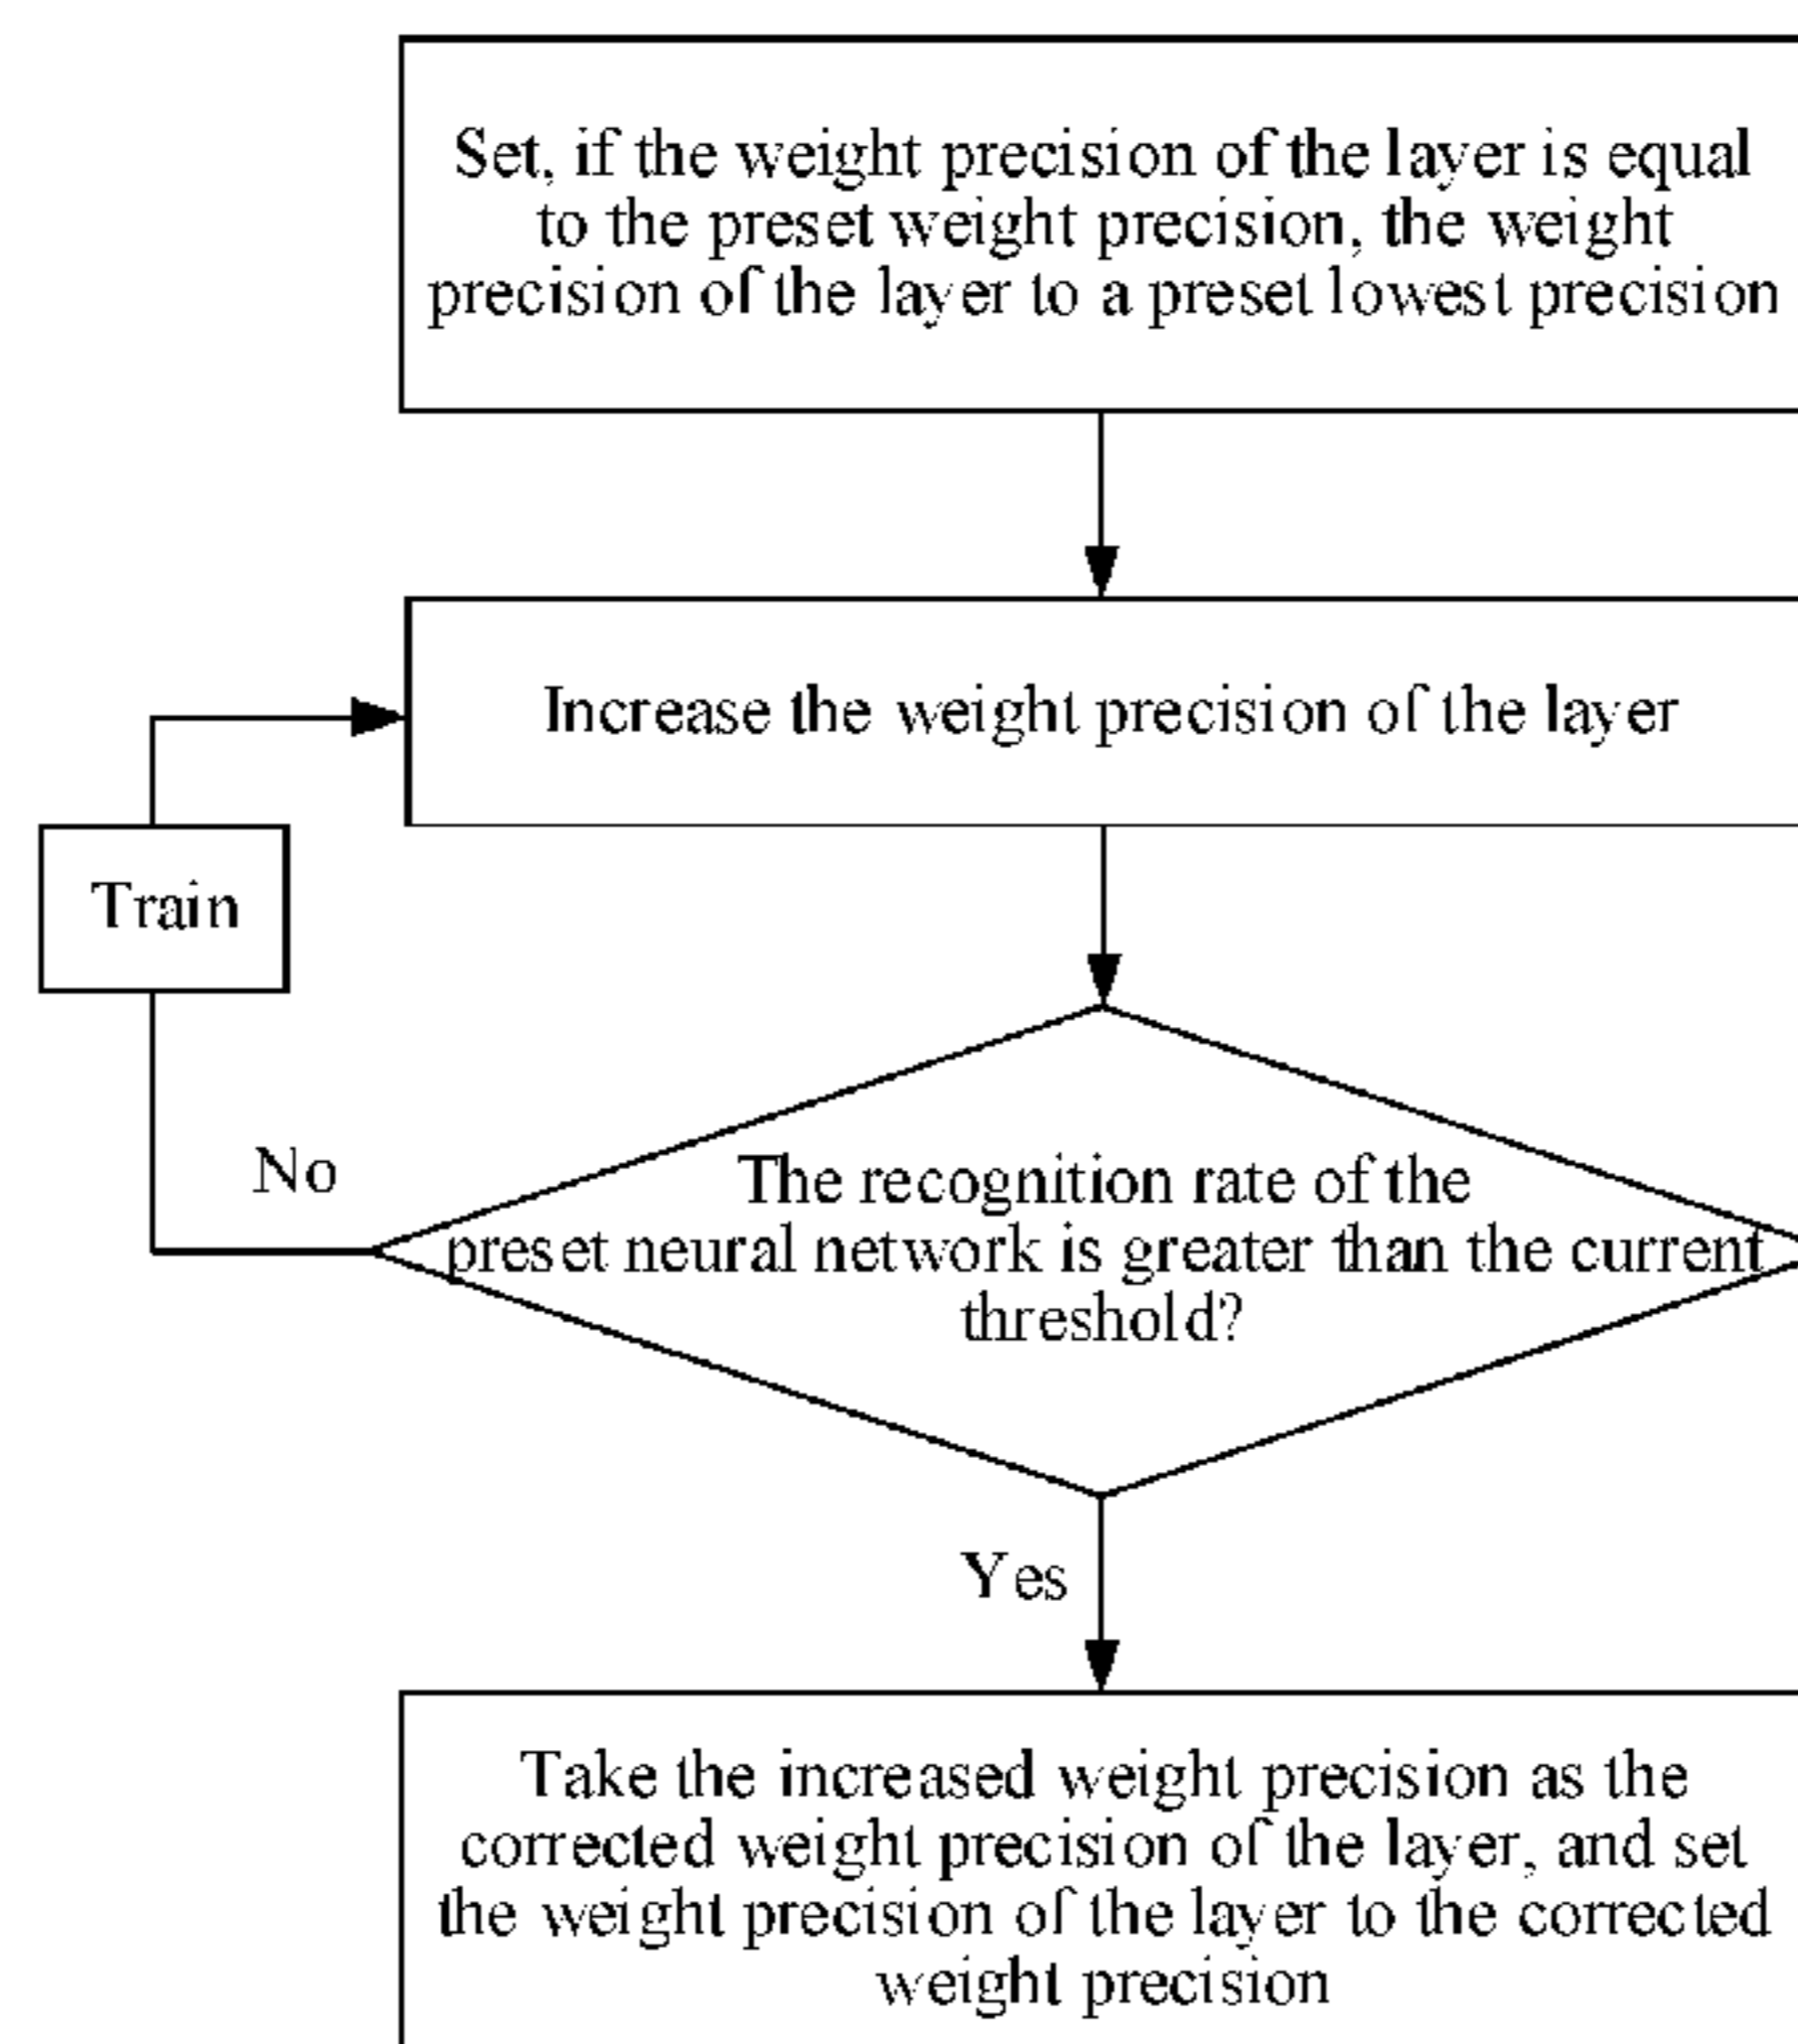 Set, if the weight precision of the layer is equal
to the preset weight precision, the weight
precision of the layer to a preset lowest precision
Increase the weight precision of the layer
Train
No
The recognition rate of the
preset neural network is greater than the current
threshold?
Yes
Take the increased weight precision as the
corrected weight precision of the layer, and set
the weight precision of the layer to the corrected
weight precision